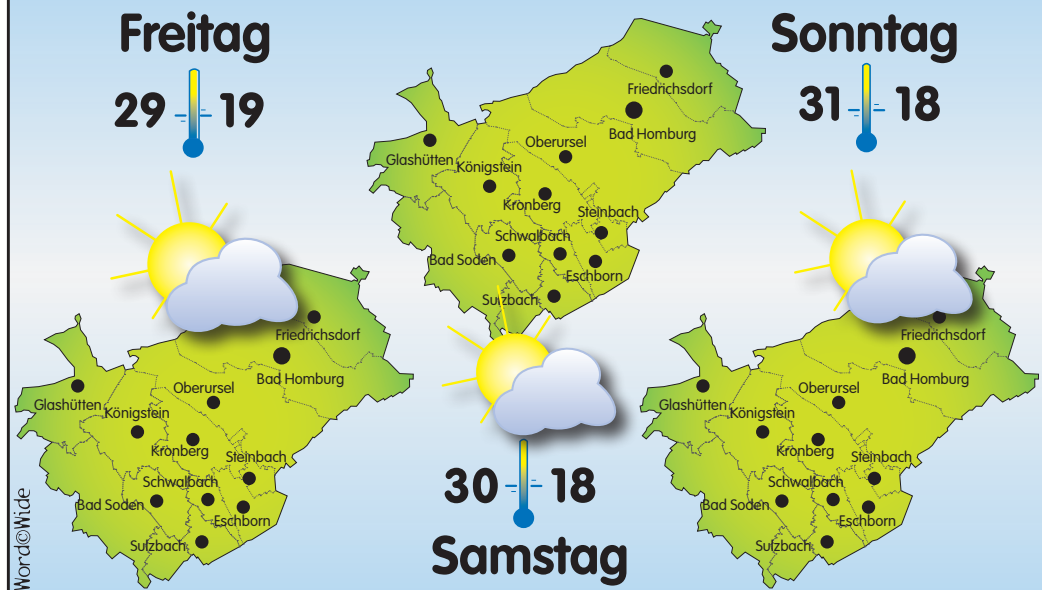 Freitag
29 19
Friedrichsdorf
Bad Homburg
Oberursel
Glashütten
Königstein
Kronberg
Steinbach
Schwalbach
Bad Soden
Eschborn
Sulzbach
Friedrichsdorf
Bad Homburg
Oberursel
Glashütten
Königstein
Kronberg
Steinbach
Schwalbach
Bad Soden
Eschborn
Sulzbach
30 18
Samstag
Sonntag
31 18
Friedrichsdorf
Bad Homburg
Oberursel
Glashütten
Königstein
Kronberg
Steinbach
Schwalbach
Bad Soden
Eschborn
Sulzbach
Word©Wide